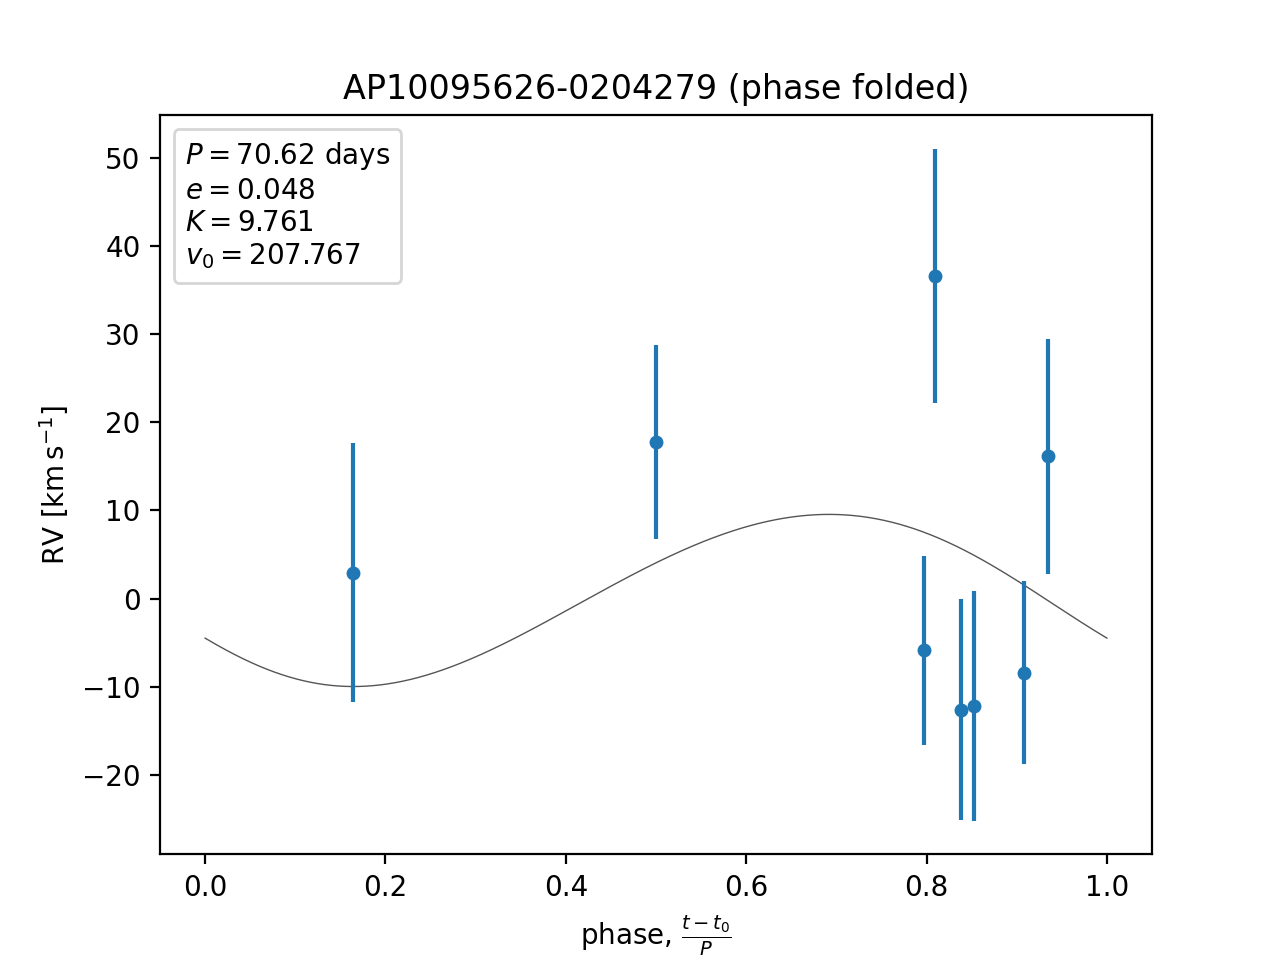 AP10095626-0204279 (phase folded)
P = 70.62 days
e = 0.048
K = 9.761
v₀ = 207.767
50
40
30
20
10
0
−10
−20
RV [km s⁻¹]
0.0 0.2 0.4 0.6 0.8 1.0
phase, (t − t₀)/P